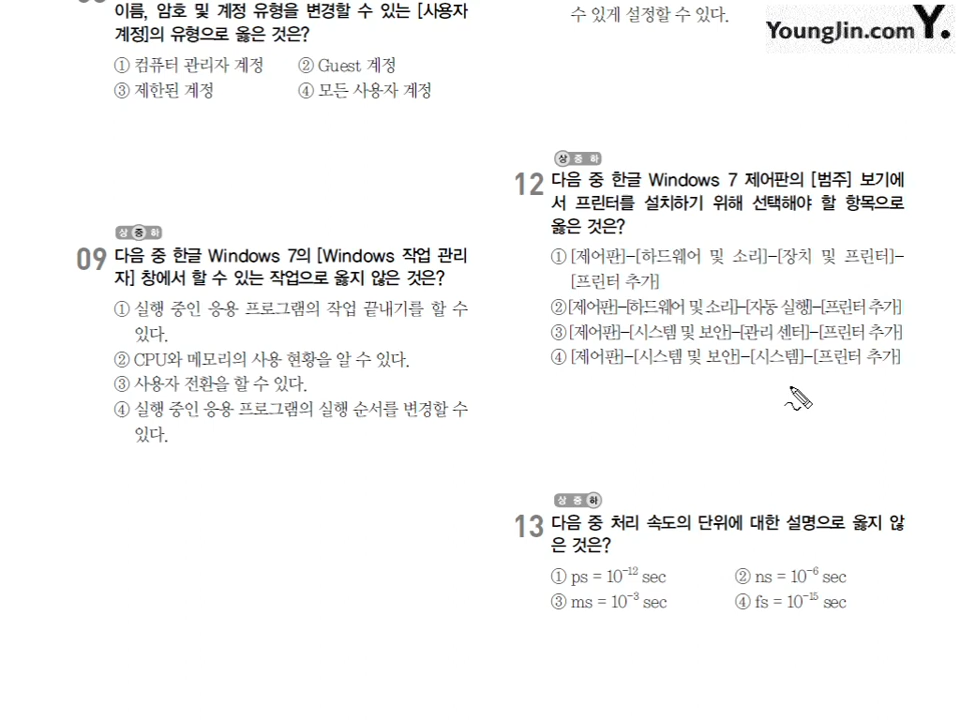 이름, 암호 및 계정 유형을 변경할 수 있는 [사용자
계정]의 유형으로 옳은 것은?
① 컴퓨터 관리자 계정 ② Guest 계정
③ 제한된 계정 ④ 모든 사용자 계정
상 중 하
09 다음 중 한글 Windows 7의 [Windows 작업 관리
자] 창에서 할 수 있는 작업으로 옳지 않은 것은?
① 실행 중인 응용 프로그램의 작업 끝내기를 할 수
있다.
② CPU와 메모리의 사용 현황을 알 수 있다.
③ 사용자 전환을 할 수 있다.
④ 실행 중인 응용 프로그램의 실행 순서를 변경할 수
있다.
수 있게 설정할 수 있다.
YoungJin.com Y.
상 중 하
12 다음 중 한글 Windows 7 제어판의 [범주] 보기에
서 프린터를 설치하기 위해 선택해야 할 항목으로
옳은 것은?
① [제어판]-[하드웨어 및 소리]-[장치 및 프린터]-
[프린터 추가]
② [제어판]-[하드웨어 및 소리]-[자동 실행]-[프린터 추가]
③ [제어판]-[시스템 및 보안]-[관리 센터]-[프린터 추가]
④ [제어판]-[시스템 및 보안]-[시스템]-[프린터 추가]
상 중 하
13 다음 중 처리 속도의 단위에 대한 설명으로 옳지 않
은 것은?
① ps = 10⁻¹² sec ② ns = 10⁻⁶ sec
③ ms = 10⁻³ sec ④ fs = 10⁻¹⁵ sec